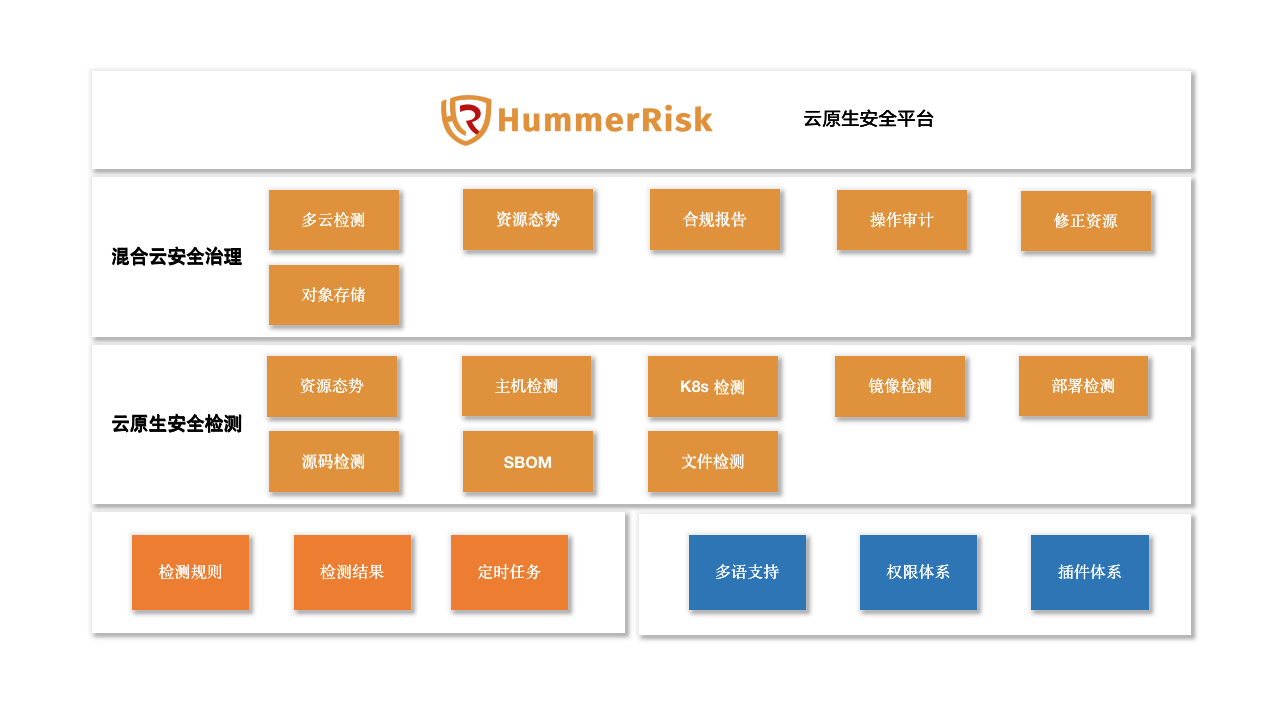 HummerRisk 云原生安全平台
混合云安全治理
多云检测
资源态势
合规报告
操作审计
修正资源
对象存储
云原生安全检测
资源态势
主机检测
K8s 检测
镜像检测
部署检测
源码检测
SBOM
文件检测
检测规则
检测结果
定时任务
多语支持
权限体系
插件体系